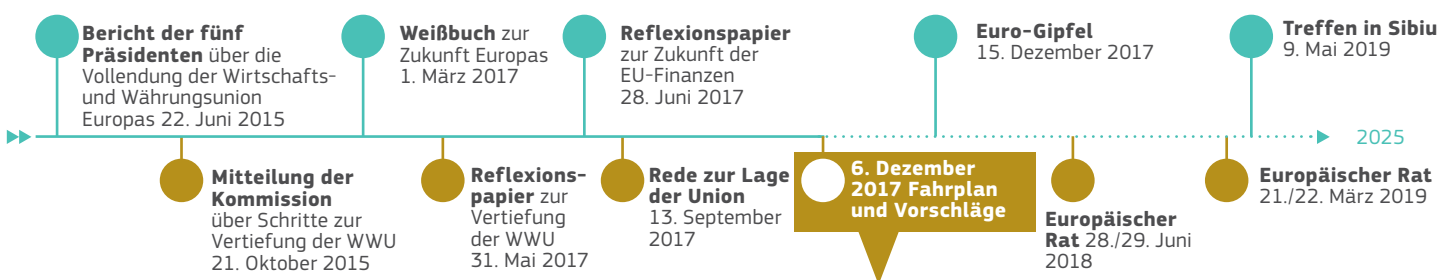 Bericht der fünf
Präsidenten über die
Vollendung der Wirtschafts-
und Währungsunion
Europas 22. Juni 2015
Weißbuch zur
Zukunft Europas
1. März 2017
Reflexionspapier
zur Zukunft der
EU-Finanzen
28. Juni 2017
Euro-Gipfel
15. Dezember 2017
Treffen in Sibiu
9. Mai 2019
2025
Mitteilung der
Kommission
über Schritte zur
Vertiefung der WWU
21. Oktober 2015
Reflexions-
papier zur
Vertiefung
der WWU
31. Mai 2017
Rede zur Lage
der Union
13. September
2017
6. Dezember
2017 Fahrplan
und Vorschläge
Europäischer
Rat 28./29. Juni
2018
Europäischer Rat
21./22. März 2019